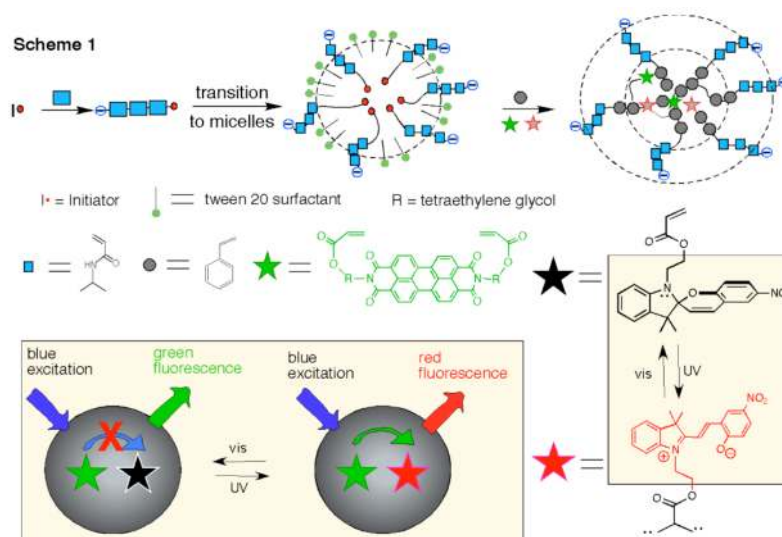 Scheme 1
I•
transition
to micelles
I• = Initiator
= tween 20 surfactant
R = tetraethylene glycol
= HN O
=
= O O R N O O O O N R O O
= O O N O NO
vis UV
blue excitation
green fluorescence
blue excitation
red fluorescence
X
vis
UV
= NO₂ N ⊕ O ⊖ O O